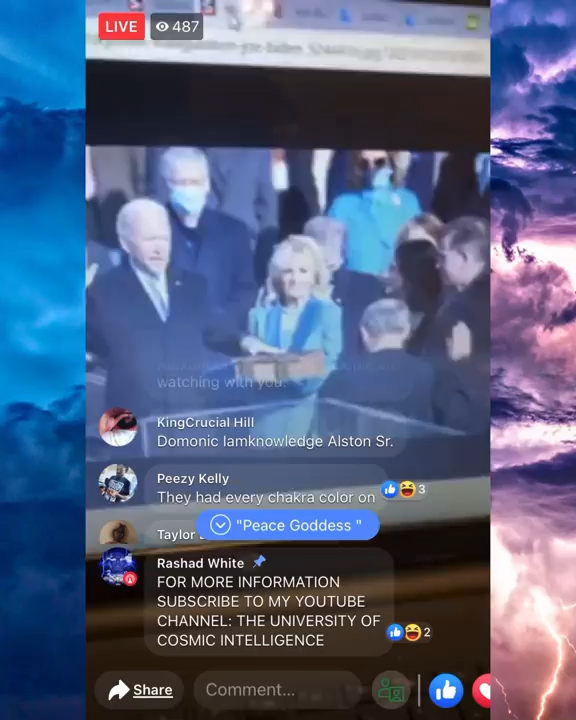 LIVE
487
watching with you.
KingCrucial Hill
Domonic Iamknowledge Alston Sr.
Peezy Kelly
They had every chakra color on
3
"Peace Goddess "
Taylor
Rashad White
FOR MORE INFORMATION
SUBSCRIBE TO MY YOUTUBE
CHANNEL: THE UNIVERSITY OF
COSMIC INTELLIGENCE
2
Share
Comment...